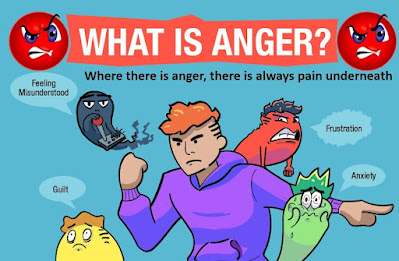 WHAT IS ANGER?
Where there is anger, there is always pain underneath
Feeling
Misunderstood
Frustration
Anxiety
Guilt